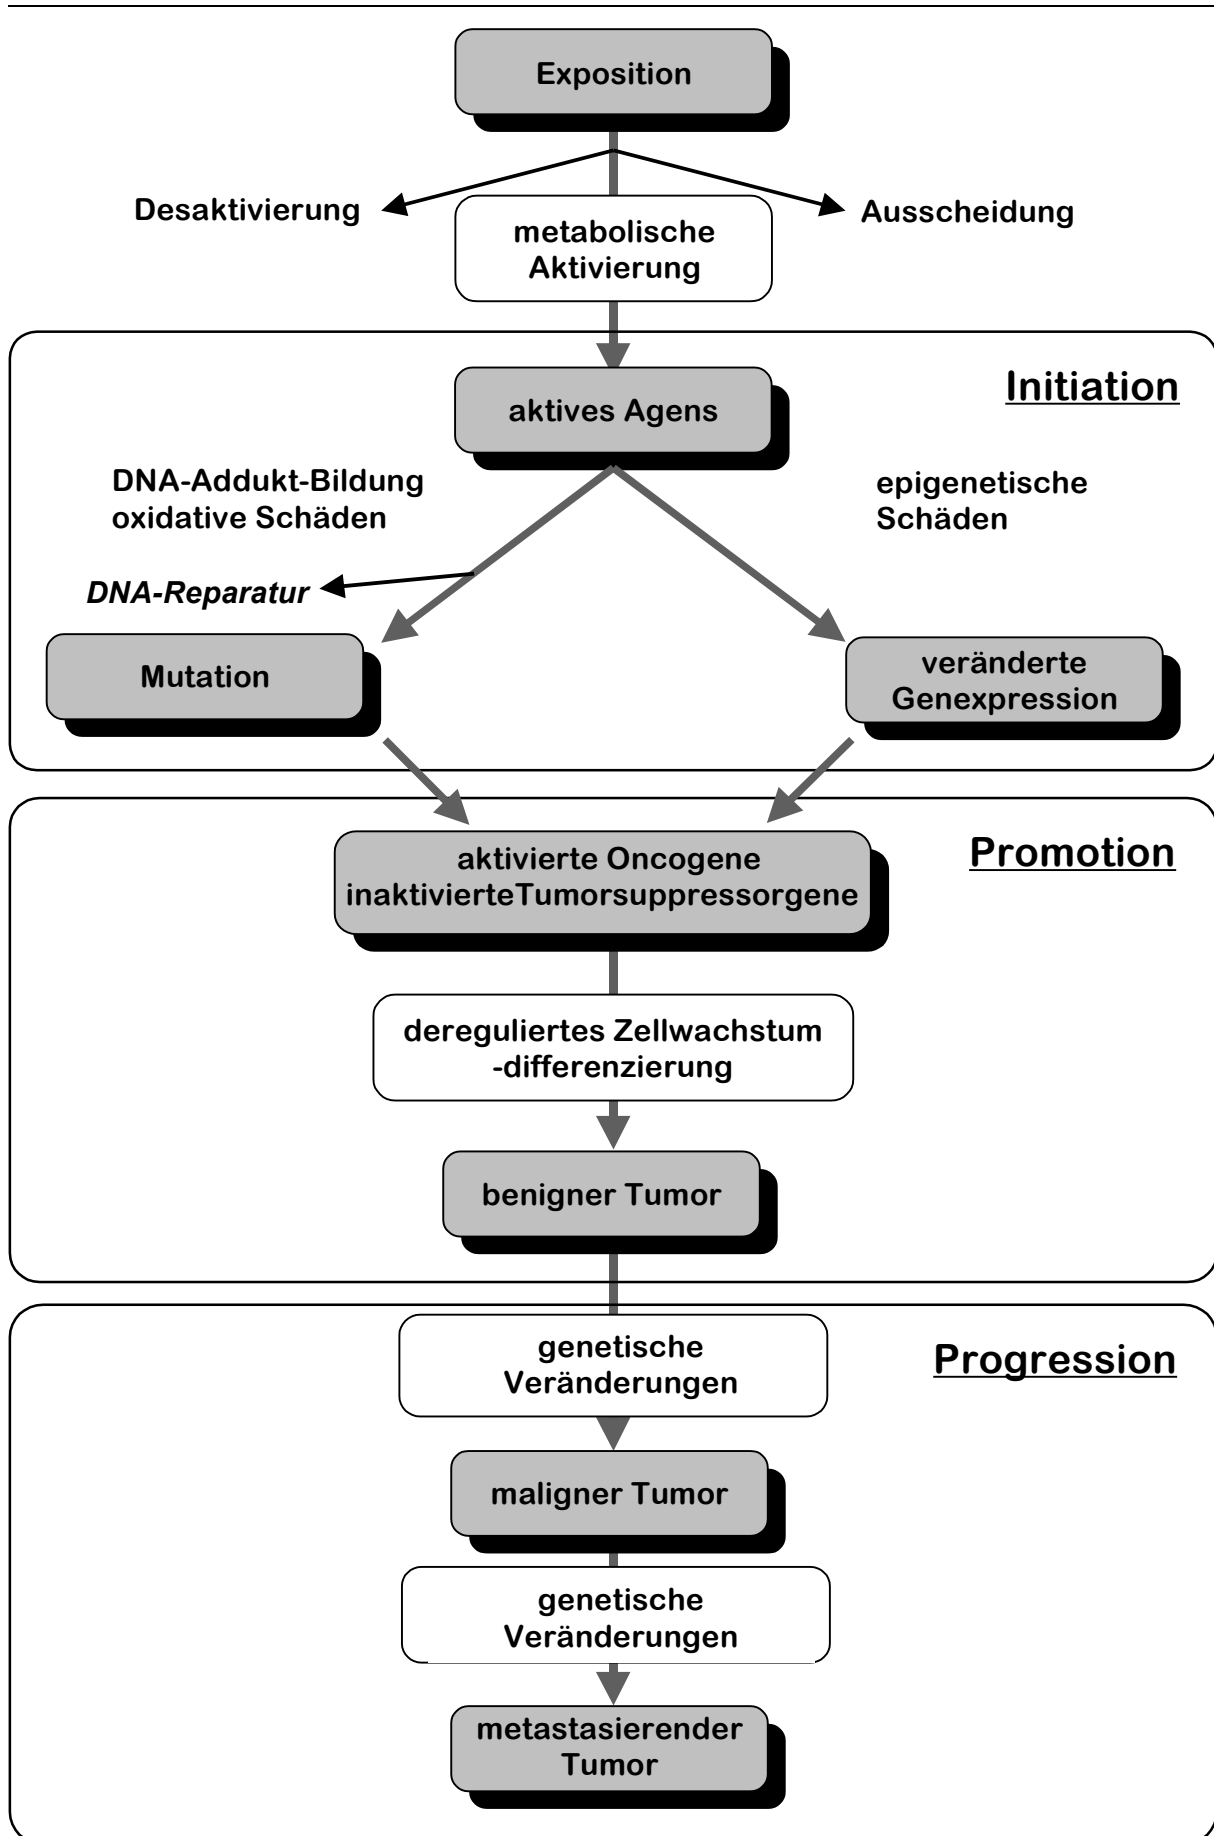 Exposition
Desaktivierung
Ausscheidung
metabolische
Aktivierung
Initiation
aktives Agens
DNA-Addukt-Bildung
oxidative Schäden
epigenetische
Schäden
DNA-Reparatur
Mutation
veränderte
Genexpression
Promotion
aktivierte Oncogene
inaktivierteTumorsuppressorgene
dereguliertes Zellwachstum
-differenzierung
benigner Tumor
Progression
genetische
Veränderungen
maligner Tumor
genetische
Veränderungen
metastasierender
Tumor